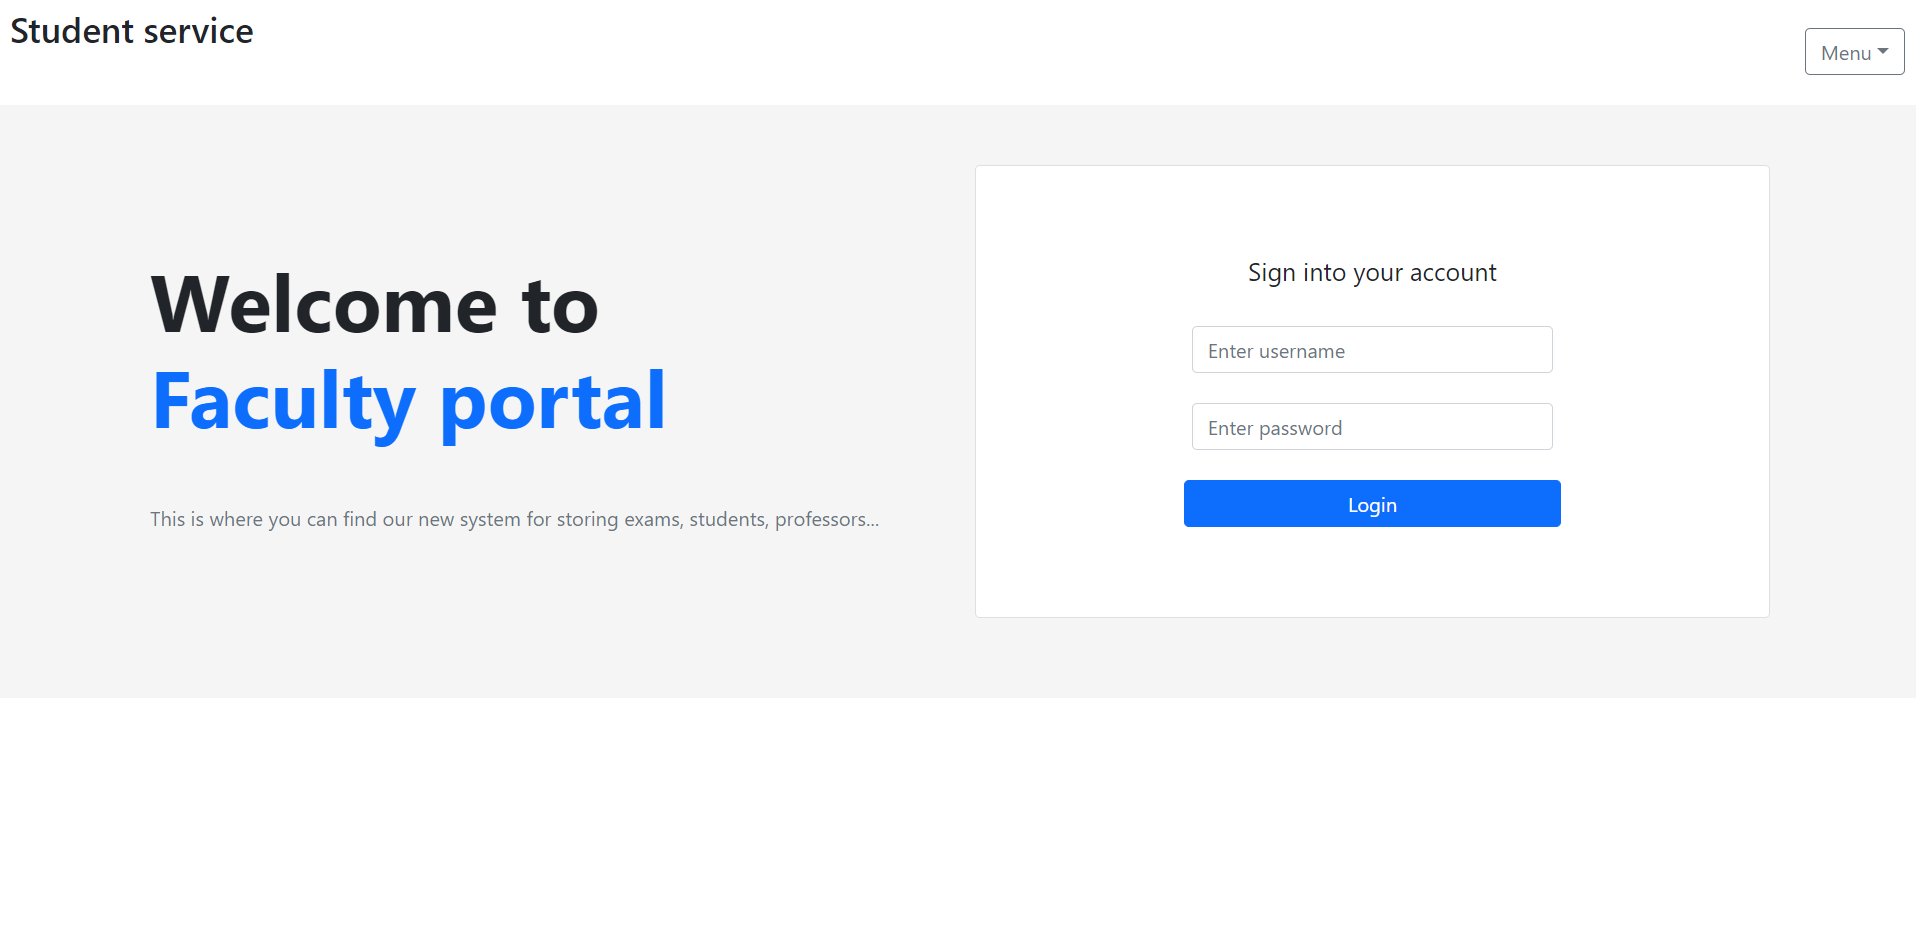 Student service
Menu
Welcome to
Faculty portal
This is where you can find our new system for storing exams, students, professors...
Sign into your account
Enter username
Enter password
Login